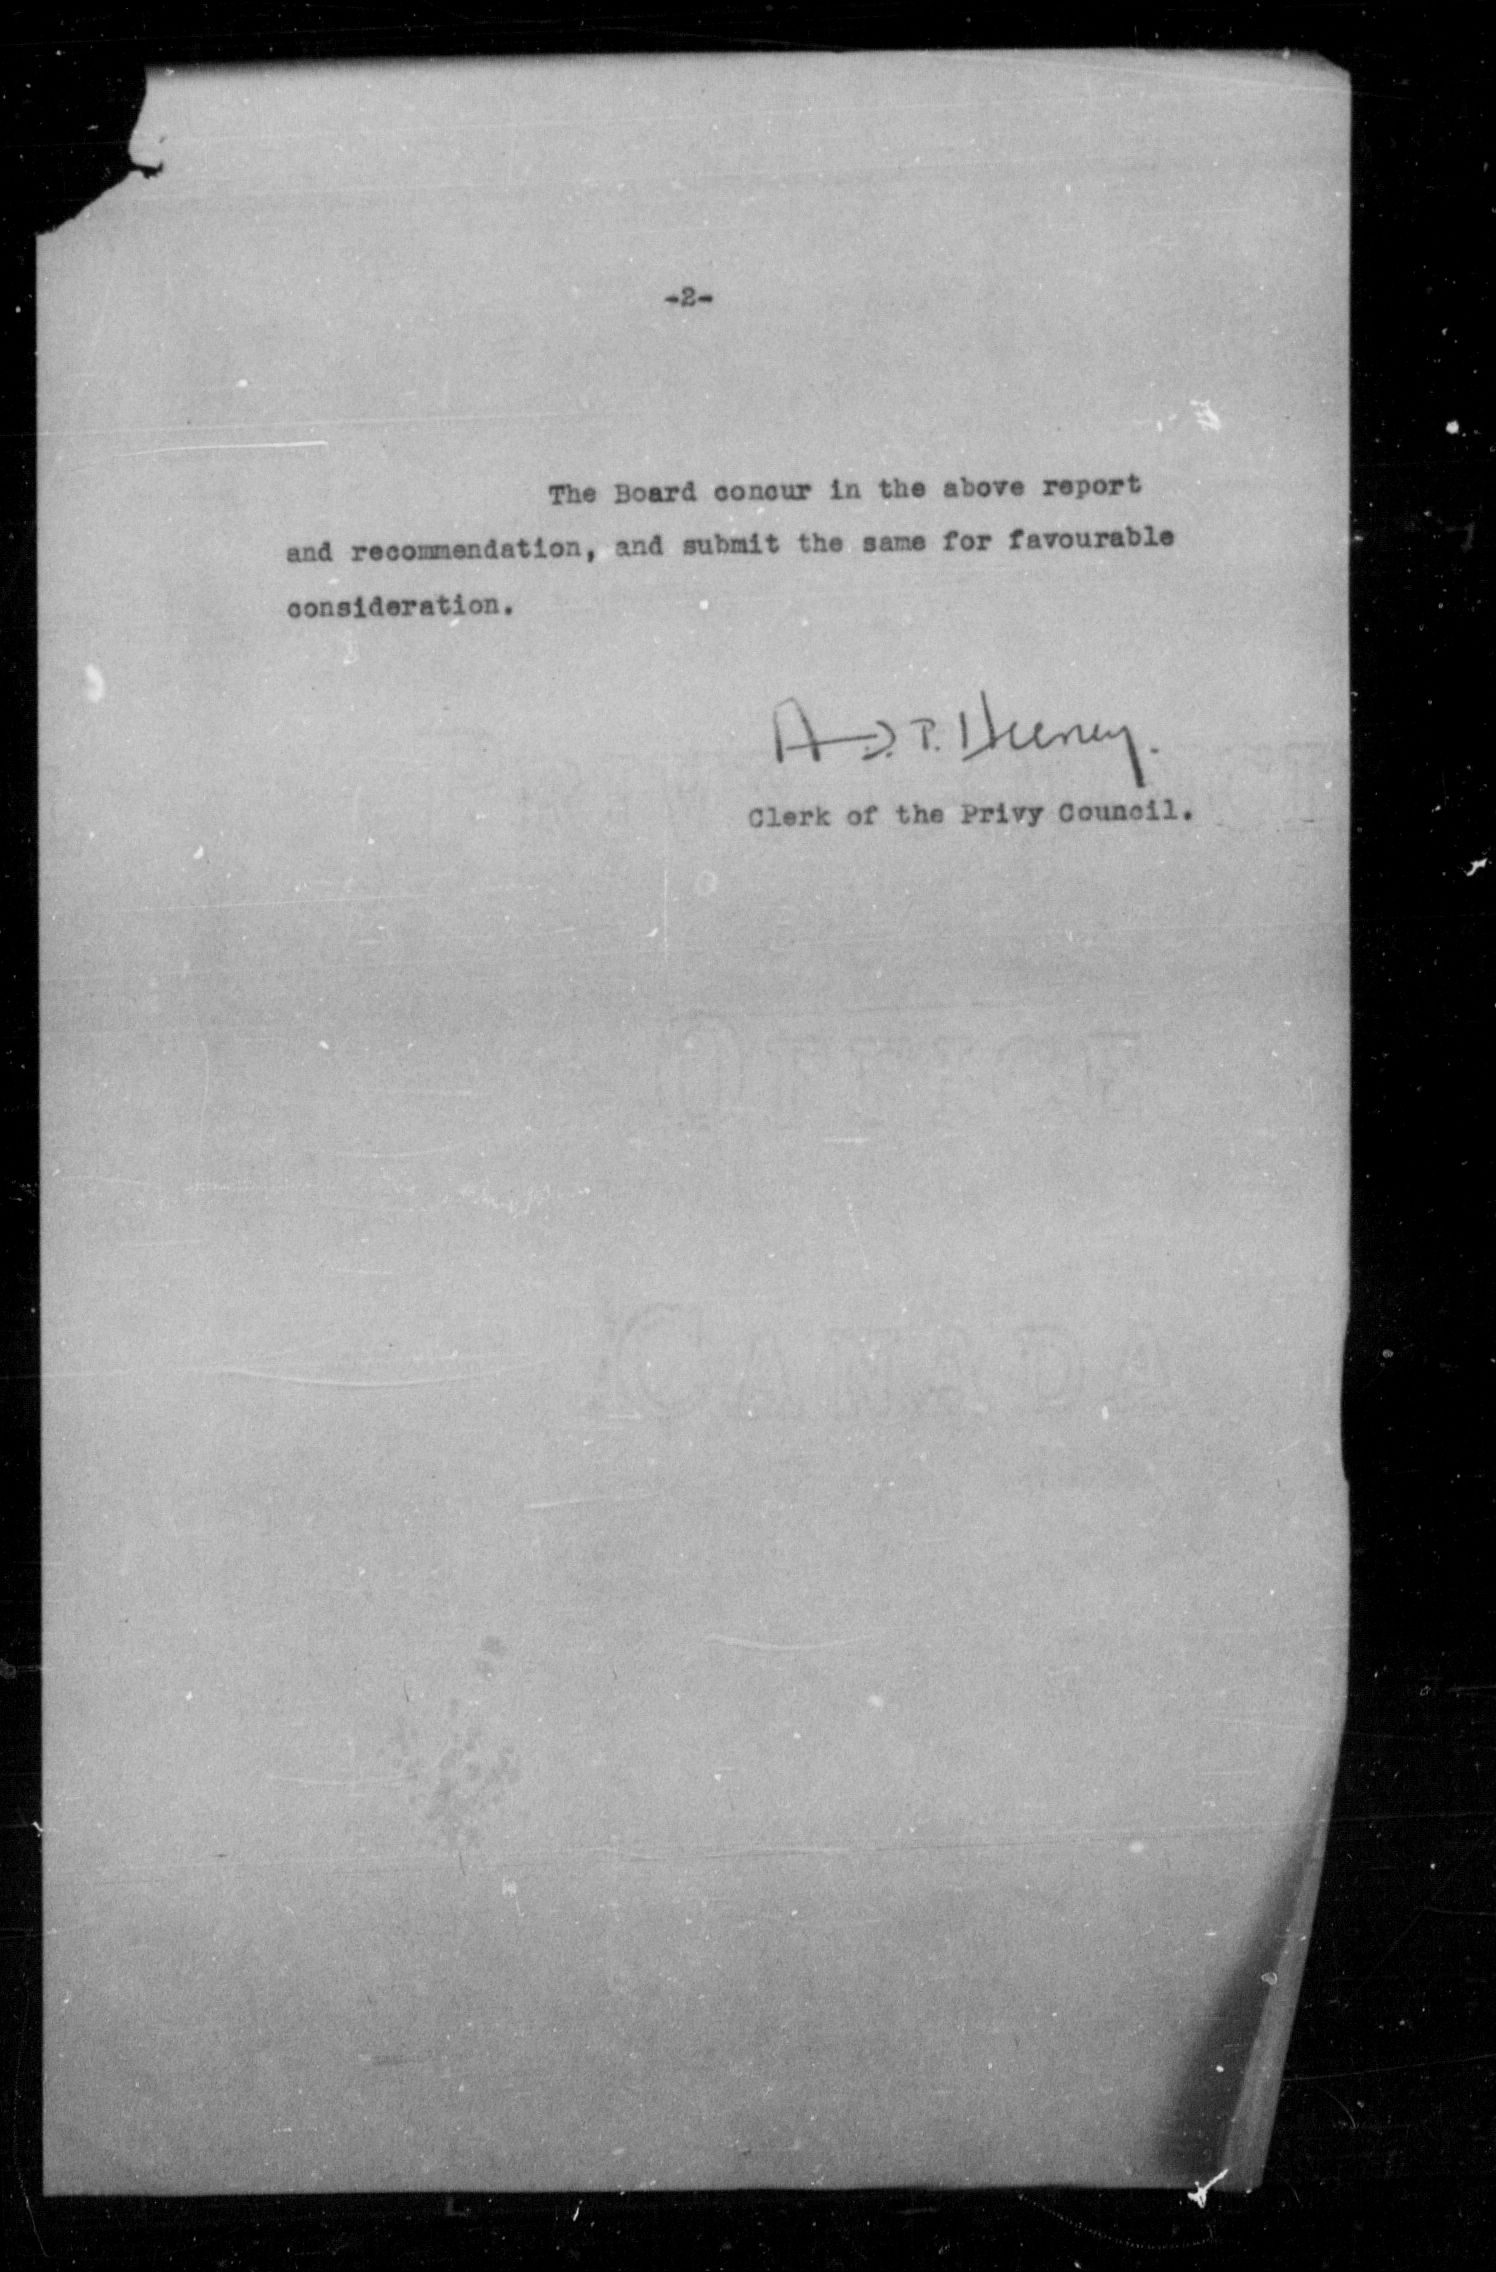 -2-
The Board concur in the above report
and recommendation, and submit the same for favourable
consideration.
A.D.P. Heeney.
Clerk of the Privy Council.